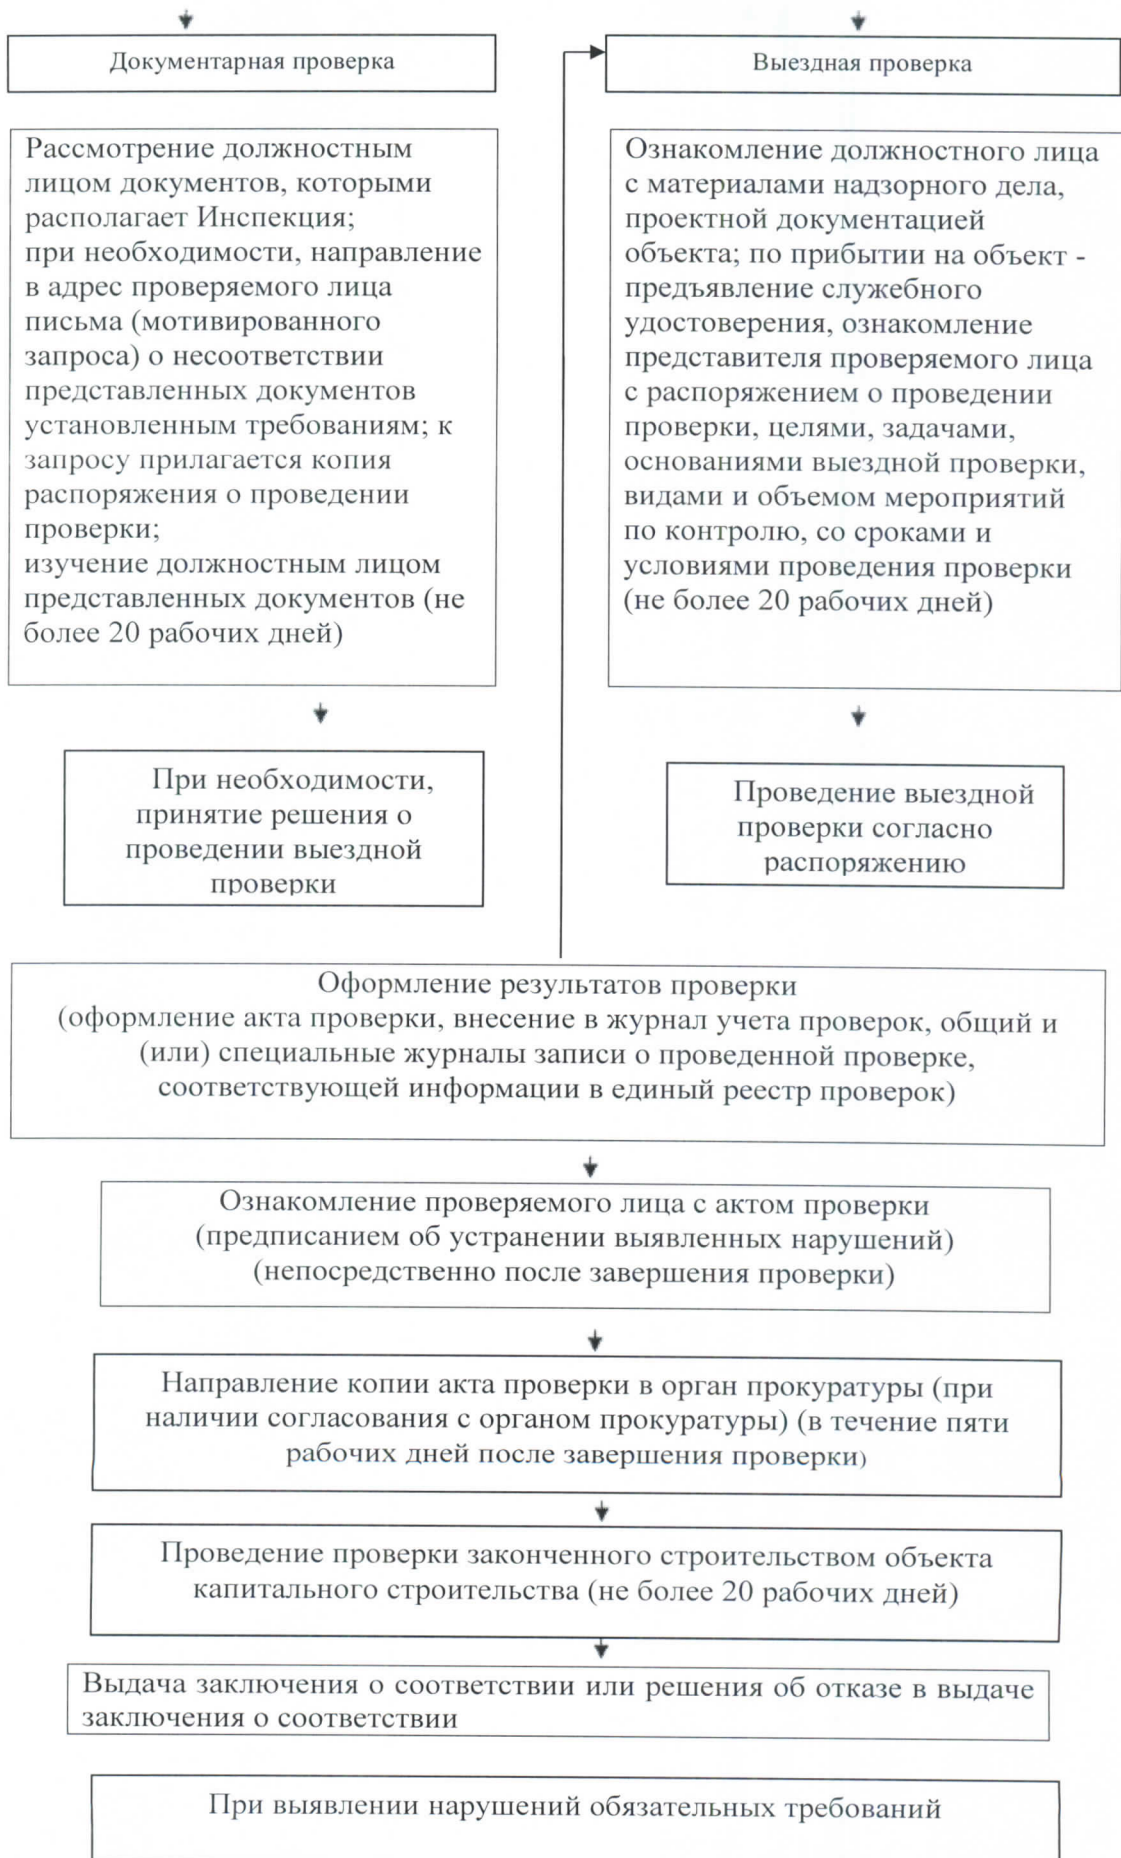 Документарная проверка
Выездная проверка
Рассмотрение должностным
лицом документов, которыми
располагает Инспекция;
при необходимости, направление
в адрес проверяемого лица
письма (мотивированного
запроса) о несоответствии
представленных документов
установленным требованиям; к
запросу прилагается копия
распоряжения о проведении
проверки;
изучение должностным лицом
представленных документов (не
более 20 рабочих дней)
Ознакомление должностного лица
с материалами надзорного дела,
проектной документацией
объекта; по прибытии на объект -
предъявление служебного
удостоверения, ознакомление
представителя проверяемого лица
с распоряжением о проведении
проверки, целями, задачами,
основаниями выездной проверки,
видами и объемом мероприятий
по контролю, со сроками и
условиями проведения проверки
(не более 20 рабочих дней)
При необходимости,
принятие решения о
проведении выездной
проверки
Проведение выездной
проверки согласно
распоряжению
Оформление результатов проверки
(оформление акта проверки, внесение в журнал учета проверок, общий и
(или) специальные журналы записи о проведенной проверке,
соответствующей информации в единый реестр проверок)
Ознакомление проверяемого лица с актом проверки
(предписанием об устранении выявленных нарушений)
(непосредственно после завершения проверки)
Направление копии акта проверки в орган прокуратуры (при
наличии согласования с органом прокуратуры) (в течение пяти
рабочих дней после завершения проверки)
Проведение проверки законченного строительством объекта
капитального строительства (не более 20 рабочих дней)
Выдача заключения о соответствии или решения об отказе в выдаче
заключения о соответствии
При выявлении нарушений обязательных требований